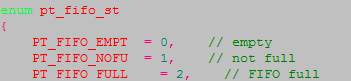 enum pt_fifo_st
{
    PT_FIFO_EMPT  = 0,    // empty
    PT_FIFO_NOFU  = 1,    // not full
    PT_FIFO_FULL    = 2,    // FIFO full